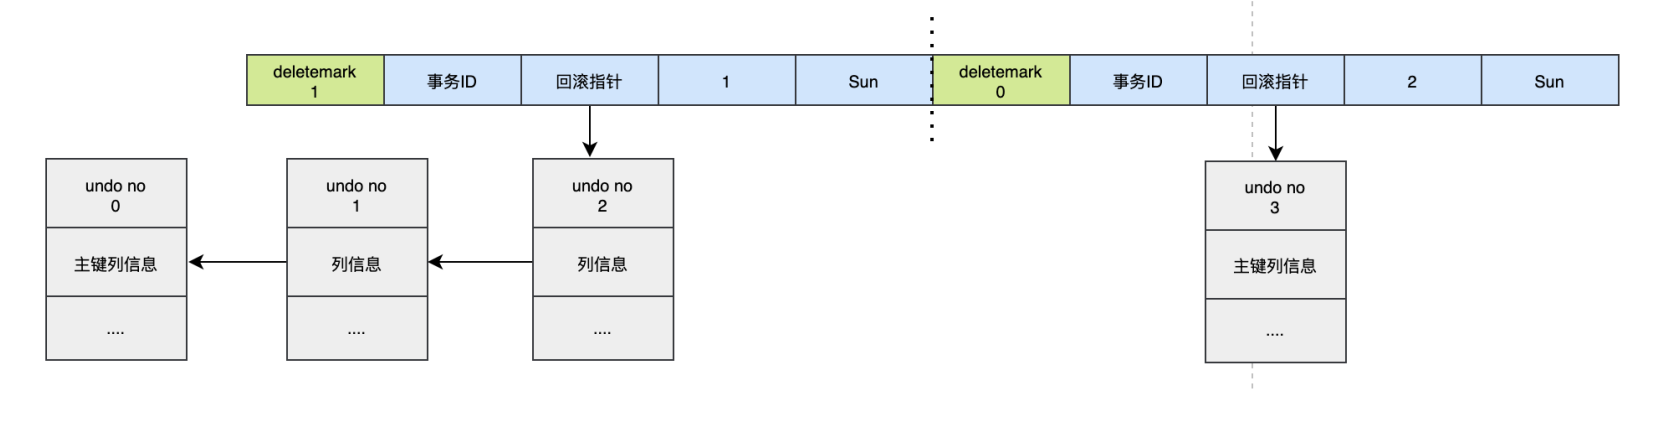 deletemark
1
事务ID
回滚指针
1
Sun
deletemark
0
事务ID
回滚指针
2
Sun
undo no
0
主键列信息
....
undo no
1
列信息
....
undo no
2
列信息
....
undo no
3
主键列信息
....